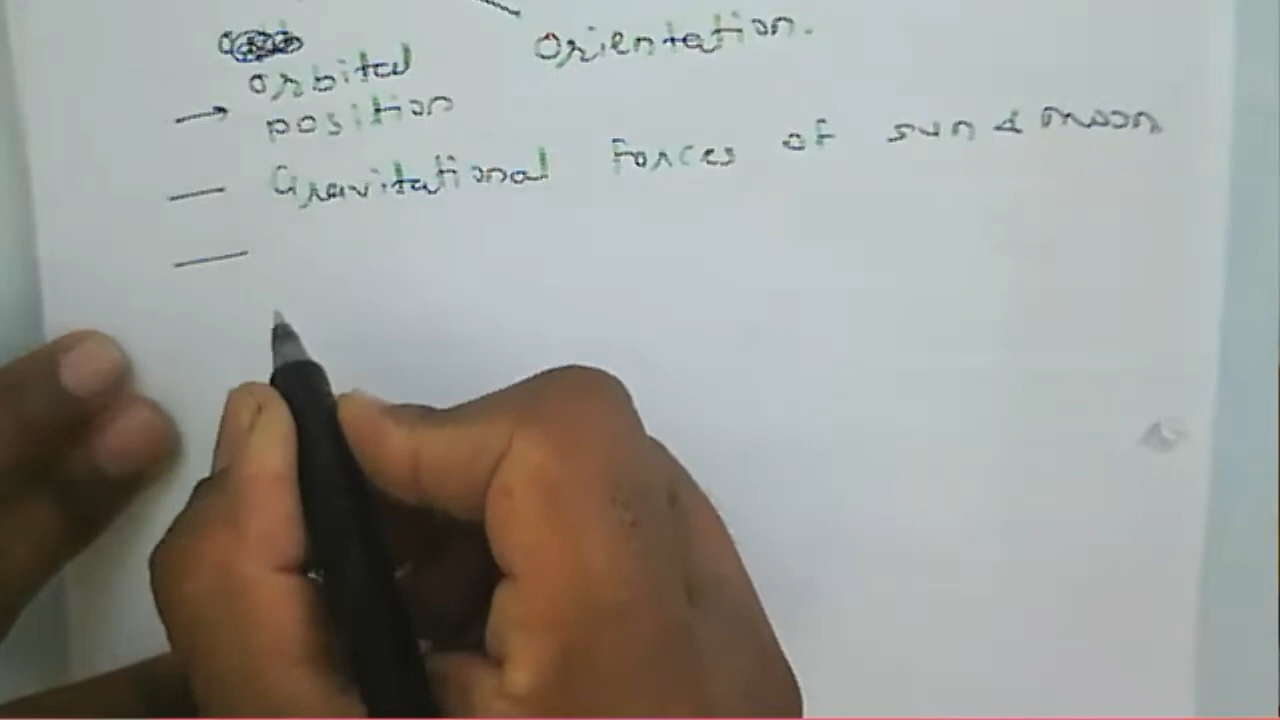 orbital orientation.
→ position
— Gravitational Forces of sun & moon
—